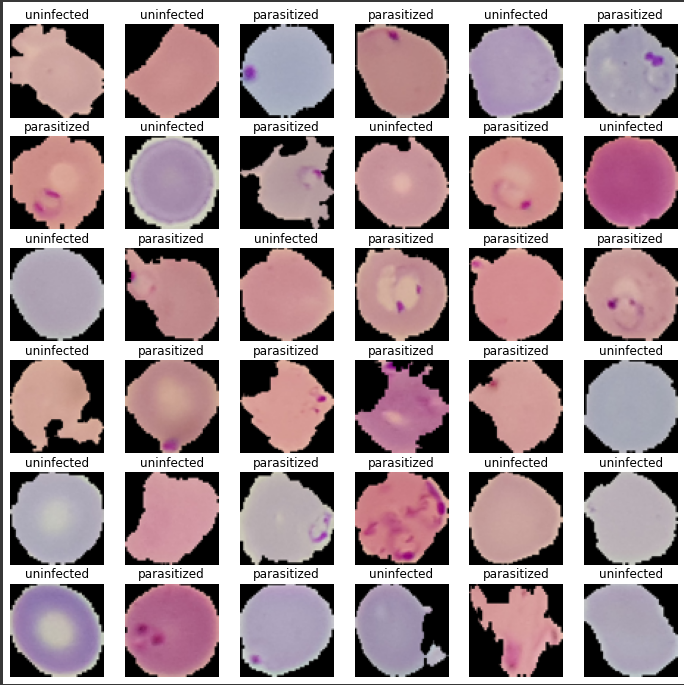 uninfected uninfected parasitized parasitized uninfected parasitized
parasitized uninfected parasitized uninfected parasitized uninfected
uninfected parasitized uninfected parasitized parasitized parasitized
uninfected parasitized parasitized parasitized parasitized uninfected
uninfected uninfected parasitized parasitized uninfected uninfected
uninfected parasitized parasitized uninfected parasitized uninfected